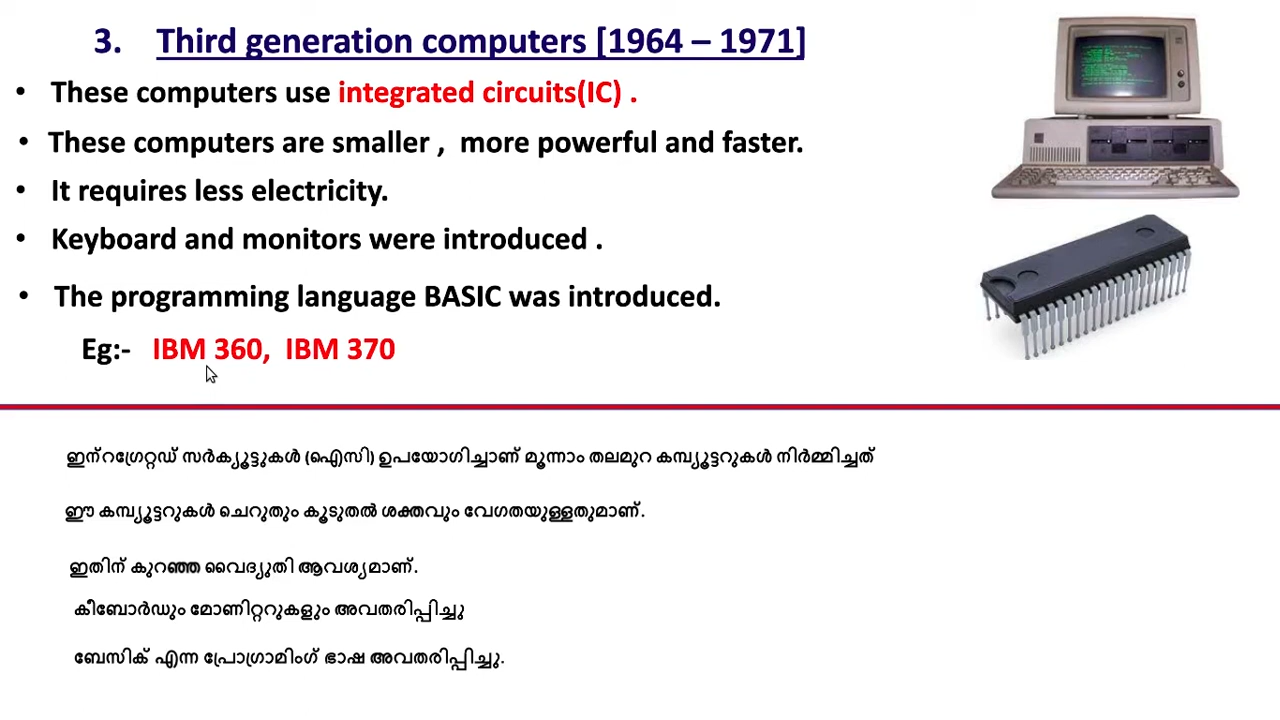 3. Third generation computers [1964 – 1971]
• These computers use integrated circuits(IC) .
• These computers are smaller , more powerful and faster.
• It requires less electricity.
• Keyboard and monitors were introduced .
• The programming language BASIC was introduced.
Eg:- IBM 360, IBM 370
ഇന്റഗ്രേറ്റഡ് സർക്യൂട്ടുകൾ (ഐസി) ഉപയോഗിച്ചാണ് മൂന്നാം തലമുറ കമ്പ്യൂട്ടറുകൾ നിർമ്മിച്ചത്
ഈ കമ്പ്യൂട്ടറുകൾ ചെറുതും കൂടുതൽ ശക്തവും വേഗതയുള്ളതുമാണ്.
ഇതിന് കുറഞ്ഞ വൈദ്യുതി ആവശ്യമാണ്.
കീബോർഡും മോണിറ്ററുകളും അവതരിപ്പിച്ചു
ബേസിക് എന്ന പ്രോഗ്രാമിംഗ് ഭാഷ അവതരിപ്പിച്ചു.